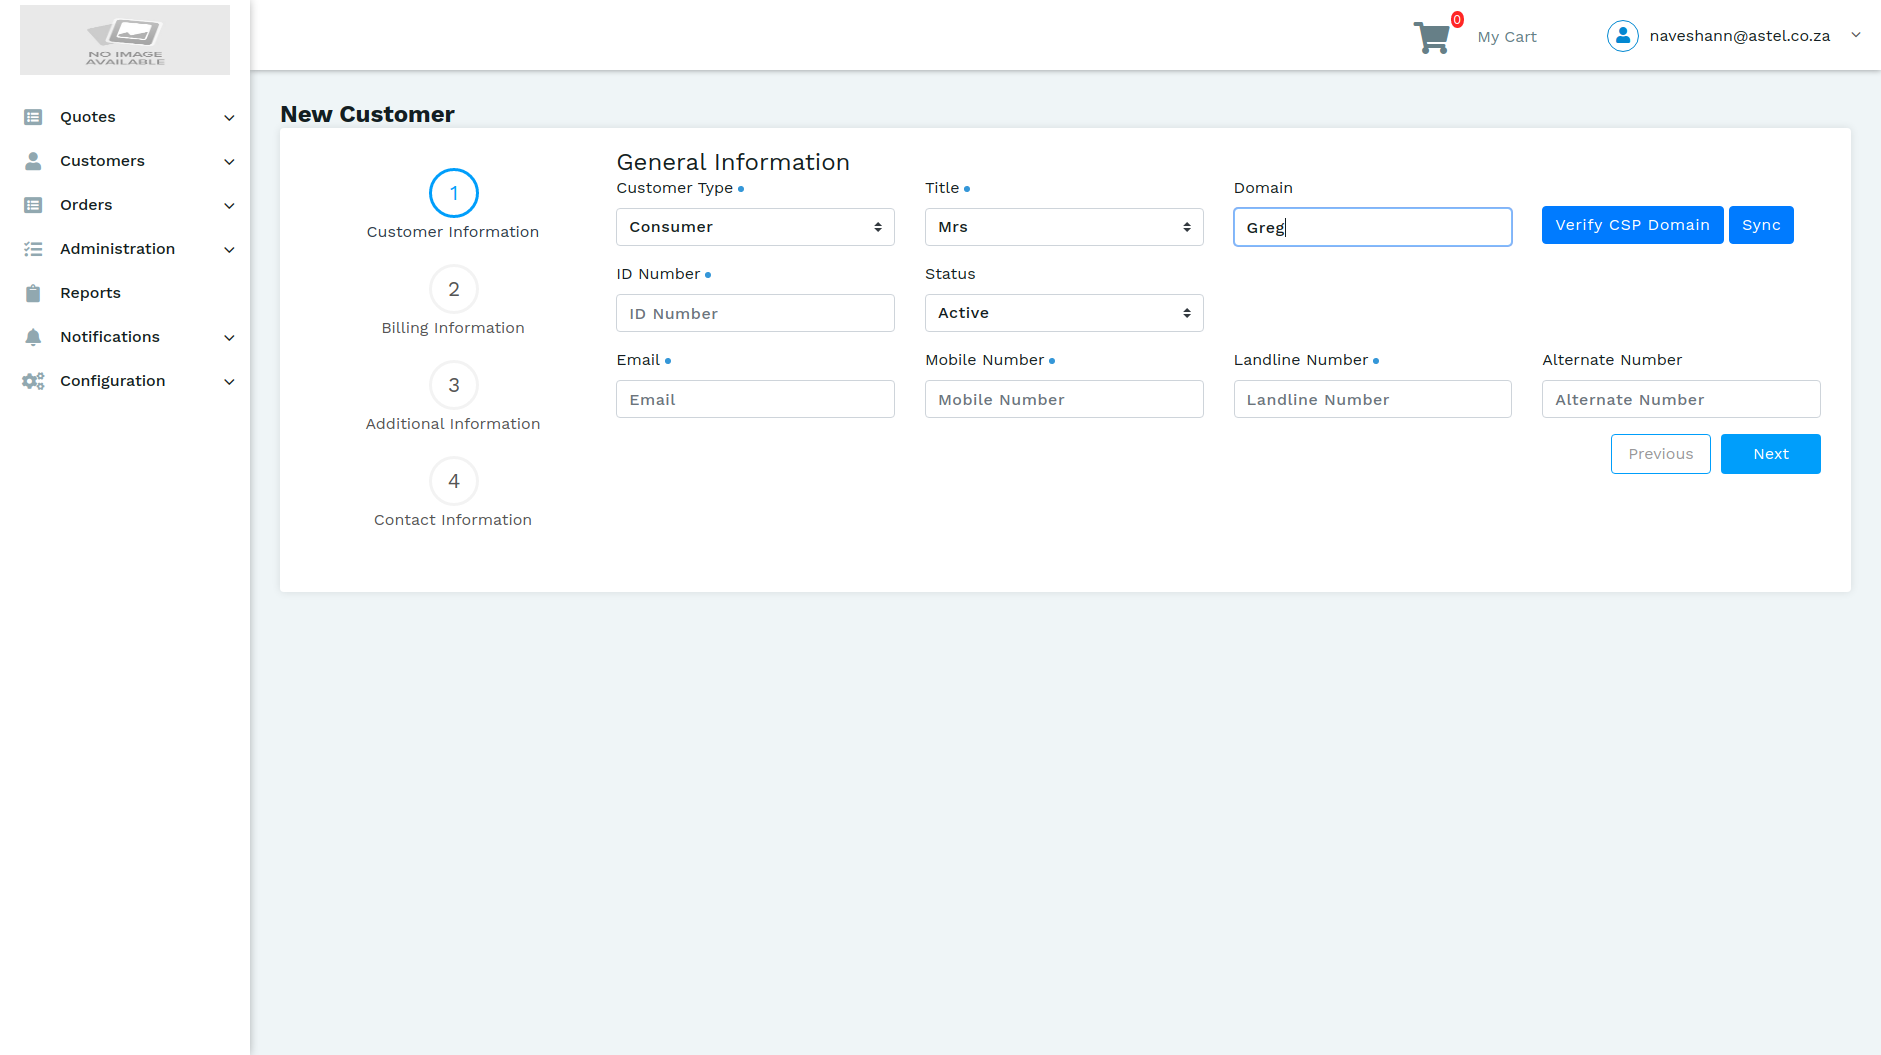 NO IMAGE
AVAILABLE
Quotes
Customers
Orders
Administration
Reports
Notifications
Configuration
0
My Cart
naveshann@astel.co.za
New Customer
1
Customer Information
2
Billing Information
3
Additional Information
4
Contact Information
General Information
Customer Type
Title
Domain
Consumer
Mrs
Greg
Verify CSP Domain
Sync
ID Number
Status
ID Number
Active
Email
Mobile Number
Landline Number
Alternate Number
Email
Mobile Number
Landline Number
Alternate Number
Previous
Next